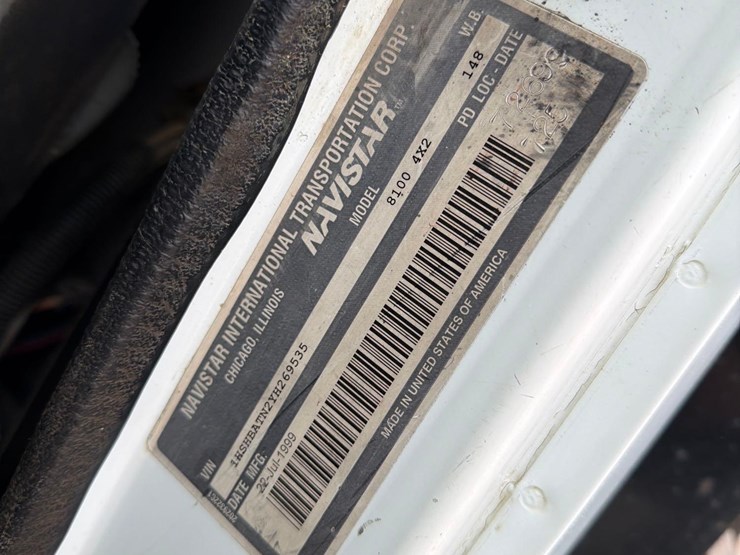 NAVISTAR INTERNATIONAL TRANSPORTATION CORP.
CHICAGO, ILLINOIS
NAVISTAR
VIN
MODEL
W.B.
1HSHBATN2YH269535
8100 4X2
148
DATE MFG.
PD LOC - DATE
22-Jul-1999
MADE IN UNITED STATES OF AMERICA